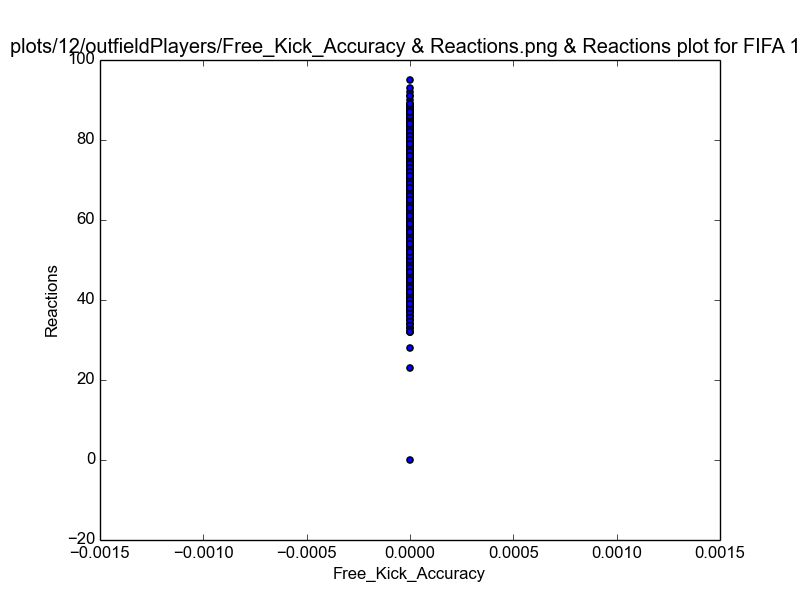 plots/12/outfieldPlayers/Free_Kick_Accuracy & Reactions.png & Reactions plot for FIFA 1
100
80
60
40
20
0
−20
Reactions
−0.0015 −0.0010 −0.0005 0.0000 0.0005 0.0010 0.0015
Free_Kick_Accuracy